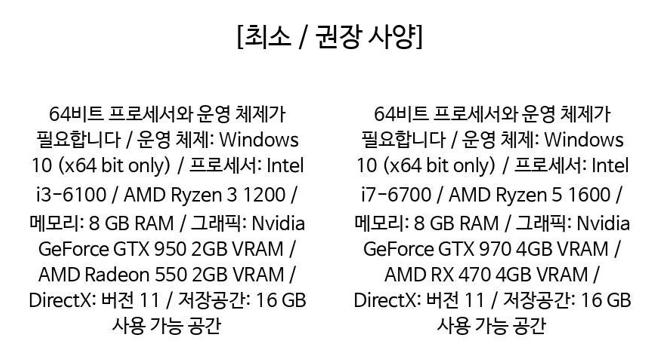 [최소 / 권장 사양]
64비트 프로세서와 운영 체제가
필요합니다 / 운영 체제: Windows
10 (x64 bit only) / 프로세서: Intel
i3-6100 / AMD Ryzen 3 1200 /
메모리: 8 GB RAM / 그래픽: Nvidia
GeForce GTX 950 2GB VRAM /
AMD Radeon 550 2GB VRAM /
DirectX: 버전 11 / 저장공간: 16 GB
사용 가능 공간
64비트 프로세서와 운영 체제가
필요합니다 / 운영 체제: Windows
10 (x64 bit only) / 프로세서: Intel
i7-6700 / AMD Ryzen 5 1600 /
메모리: 8 GB RAM / 그래픽: Nvidia
GeForce GTX 970 4GB VRAM /
AMD RX 470 4GB VRAM /
DirectX: 버전 11 / 저장공간: 16 GB
사용 가능 공간